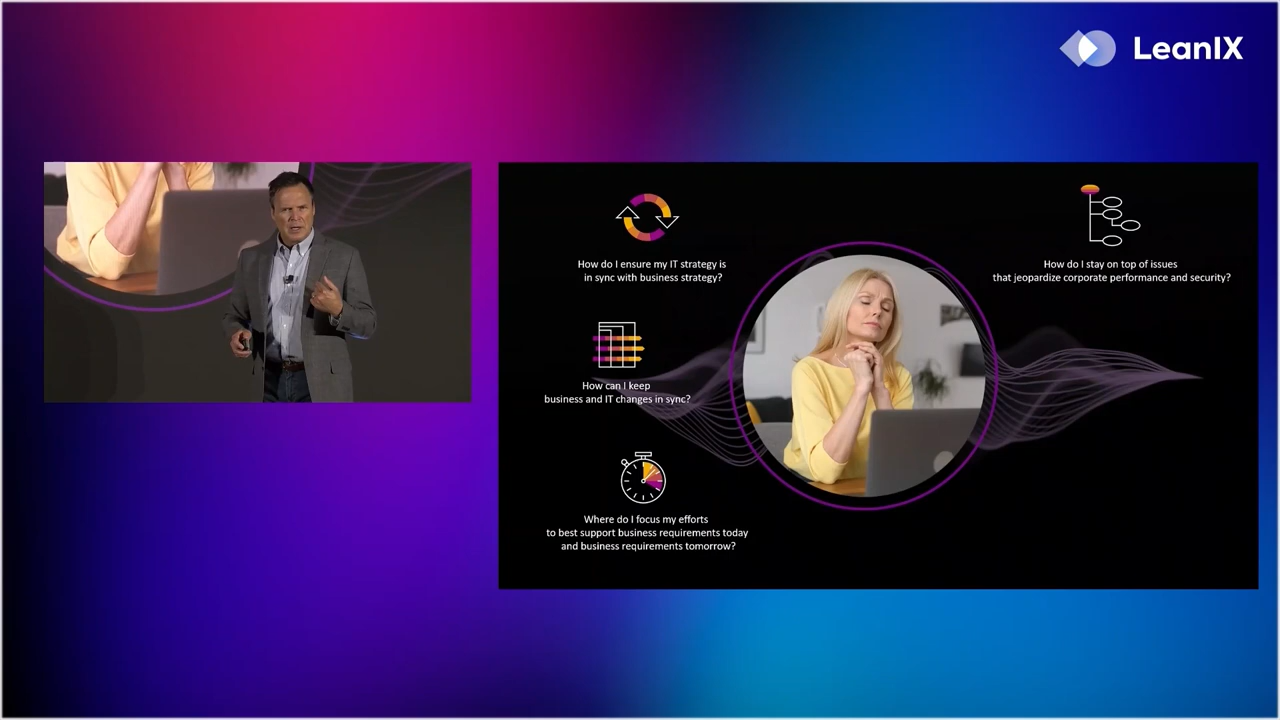 LeanIX
How do I ensure my IT strategy is
in sync with business strategy?
How do I stay on top of issues
that jeopardize corporate performance and security?
How can I keep
business and IT changes in sync?
Where do I focus my efforts
to best support business requirements today
and business requirements tomorrow?